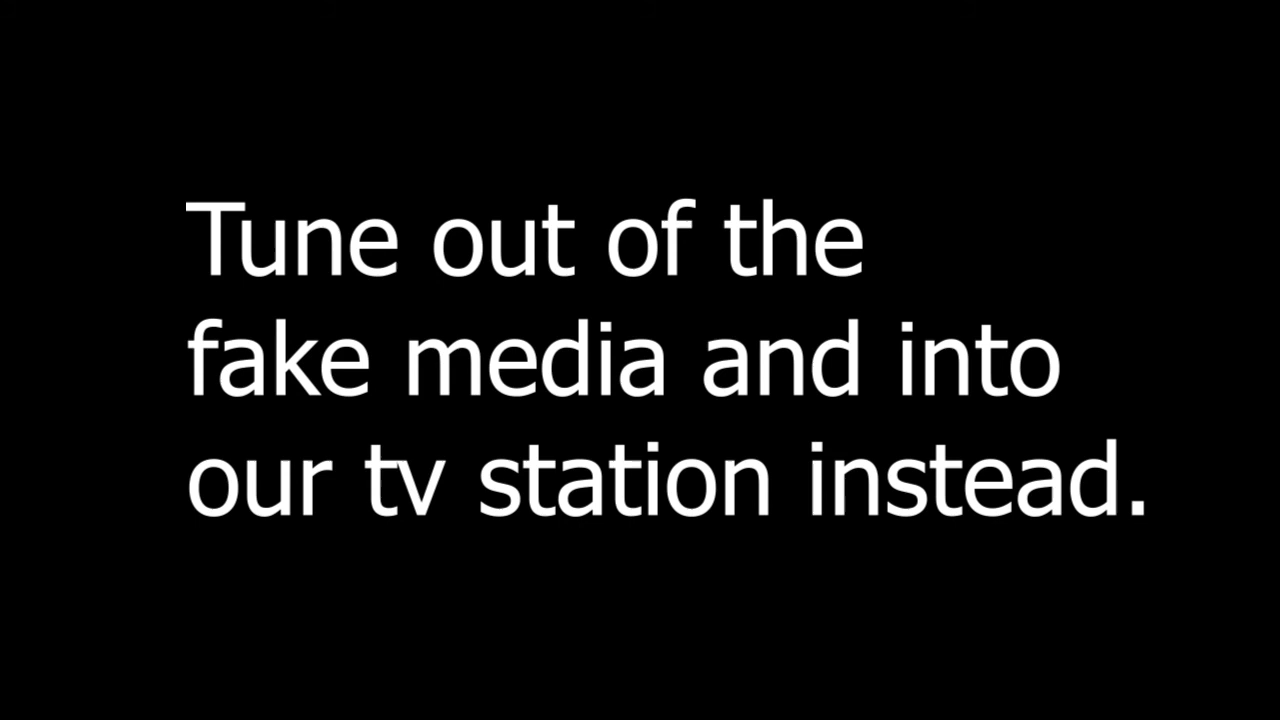 Tune out of the
fake media and into
our tv station instead.